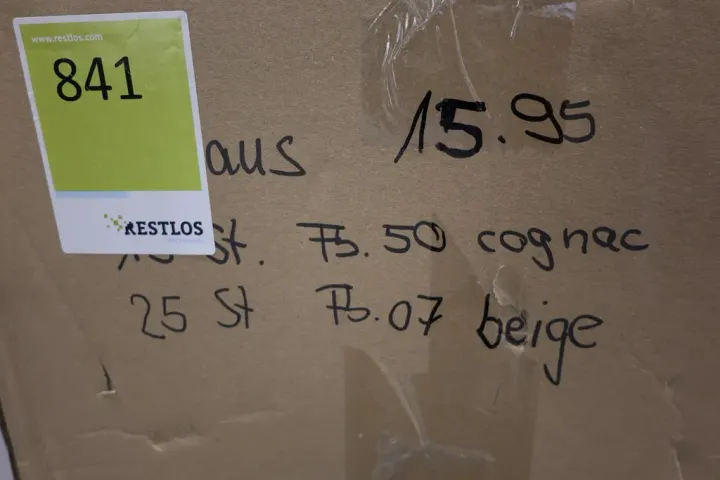 www.restlos.com
841
RESTLOS
aus 15.95
St. Fb. 50 cognac
25 St Fb. 07 beige